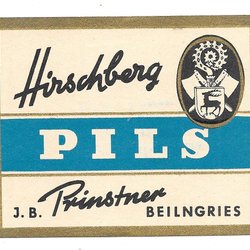 Hirschberg
PILS
J. B. Prinstner BEILNGRIES